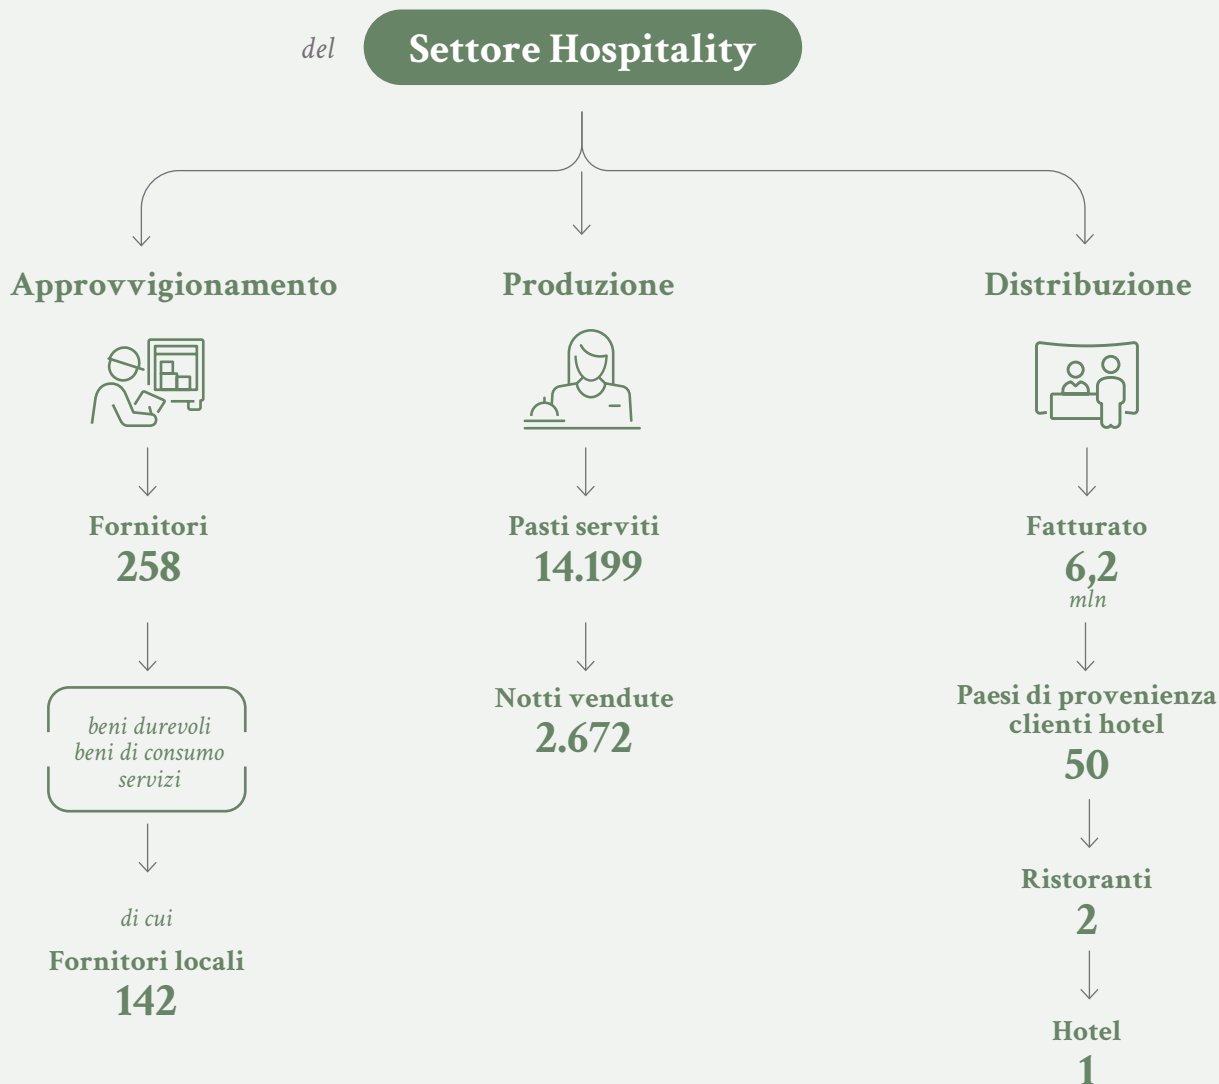 del Settore Hospitality
Approvvigionamento
Fornitori
258
beni durevoli
beni di consumo
servizi
di cui
Fornitori locali
142
Produzione
Pasti serviti
14.199
Notti vendute
2.672
Distribuzione
Fatturato
6,2
mln
Paesi di provenienza
clienti hotel
50
Ristoranti
2
Hotel
1